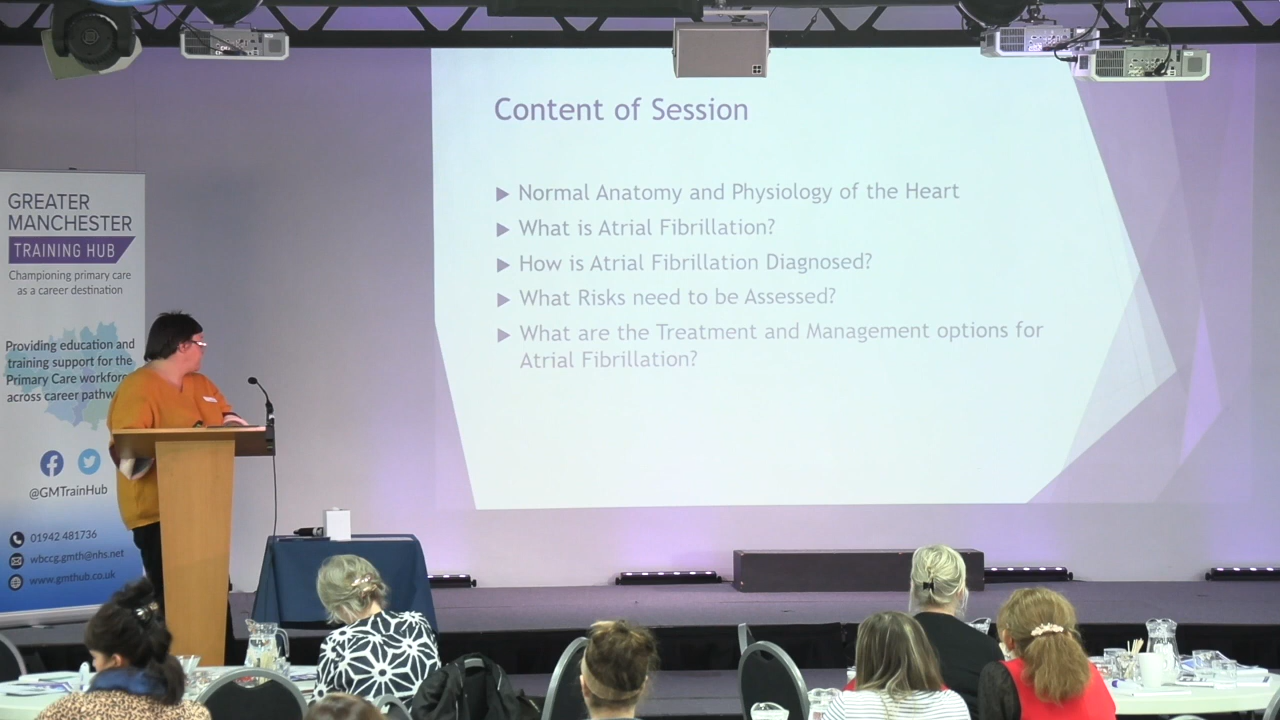 GREATER
MANCHESTER
TRAINING HUB
Championing primary care
as a career destination
Providing education and
training support for the
Primary Care workforc
across career pathw
@GMTrainHub
01942 481736
wbccg.gmth@nhs.net
www.gmthub.co.uk
Content of Session
Normal Anatomy and Physiology of the Heart
What is Atrial Fibrillation?
How is Atrial Fibrillation Diagnosed?
What Risks need to be Assessed?
What are the Treatment and Management options for
Atrial Fibrillation?